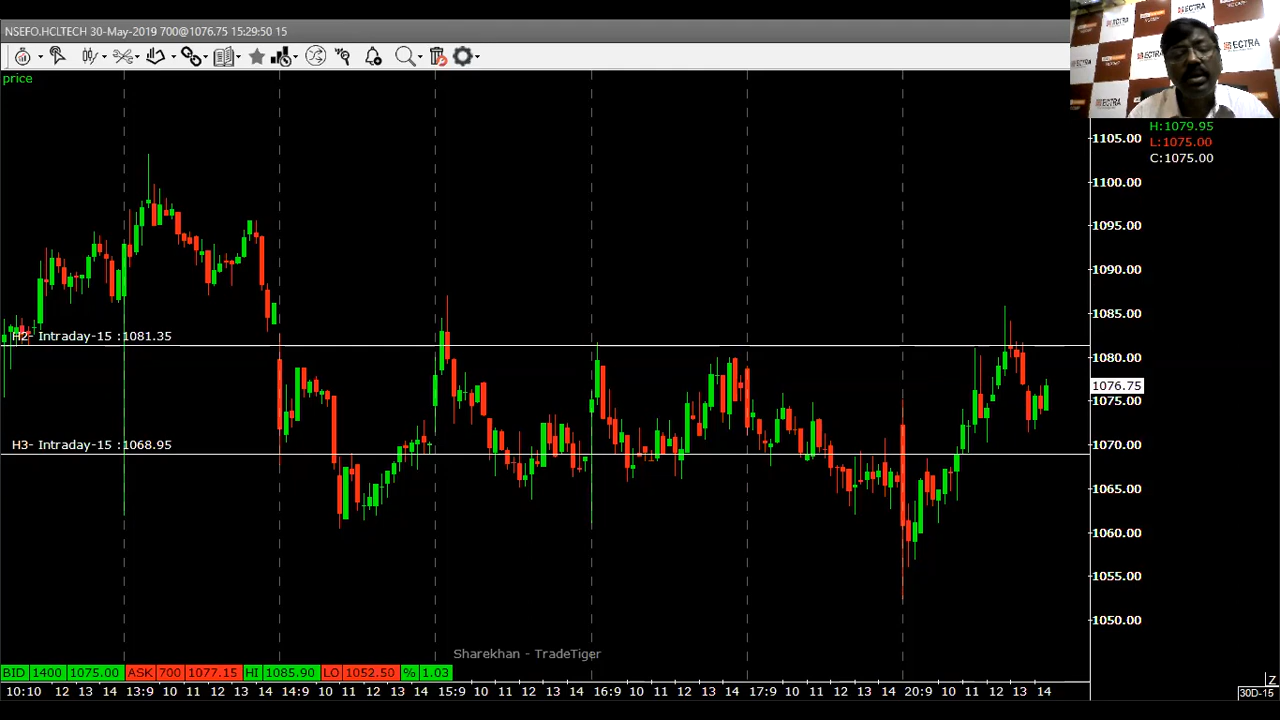 NSEFO.HCLTECH 30-May-2019 700@1076.75 15:29:50 15
price
H:1079.95
L:1075.00
C:1075.00
1105.00
1100.00
1095.00
1090.00
1085.00
H2- Intraday-15 :1081.35
1080.00
1076.75
1075.00
H3- Intraday-15 :1068.95
1070.00
1065.00
1060.00
1055.00
1050.00
Sharekhan - TradeTiger
BID 1400 1075.00 ASK 700 1077.15 HI 1085.90 LO 1052.50 % 1.03
10:10 12 13 14 13:9 10 11 12 13 14 14:9 10 11 12 13 14 15:9 10 11 12 13 14 16:9 10 11 12 13 14 17:9 10 11 12 13 14 20:9 10 11 12 13 14
Z
30D-15